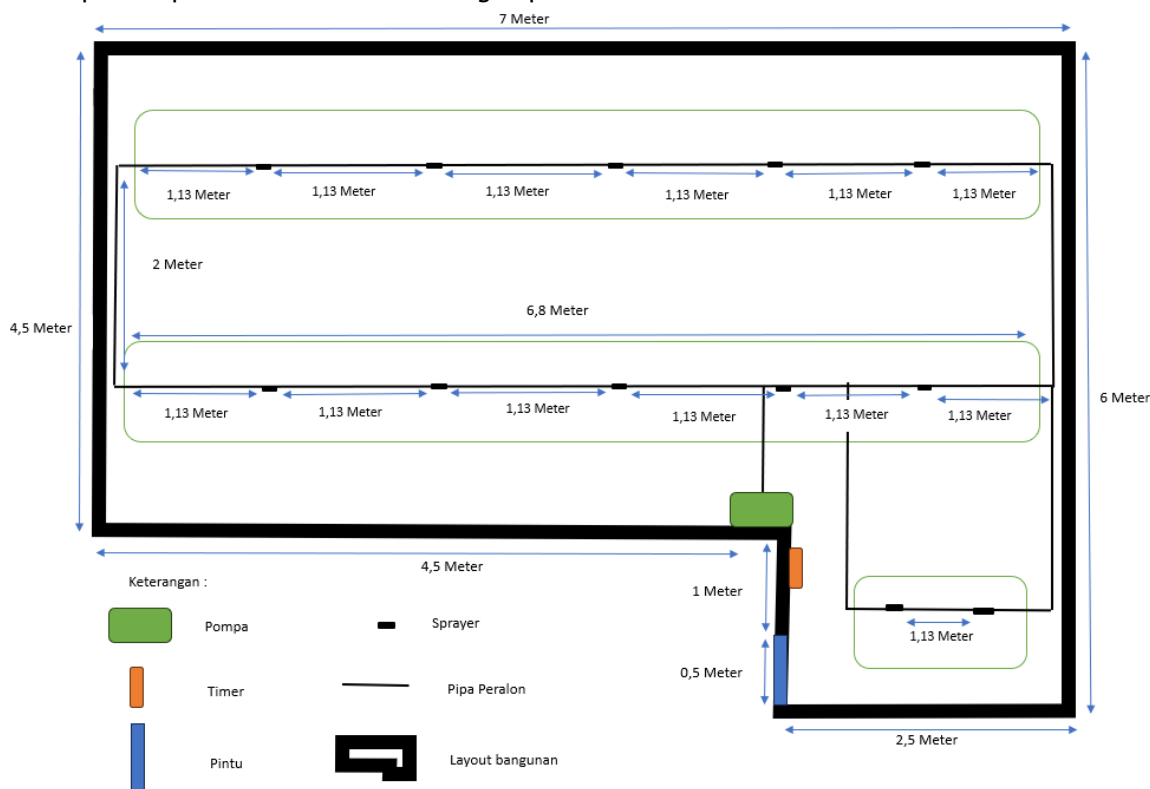 7 Meter
1,13 Meter
1,13 Meter
1,13 Meter
1,13 Meter
1,13 Meter
1,13 Meter
2 Meter
6,8 Meter
4,5 Meter
6 Meter
1,13 Meter
1,13 Meter
1,13 Meter
1,13 Meter
1,13 Meter
1,13 Meter
4,5 Meter
1 Meter
1,13 Meter
0,5 Meter
2,5 Meter
Keterangan :
Pompa
Sprayer
Timer
Pipa Peralon
Pintu
Layout bangunan